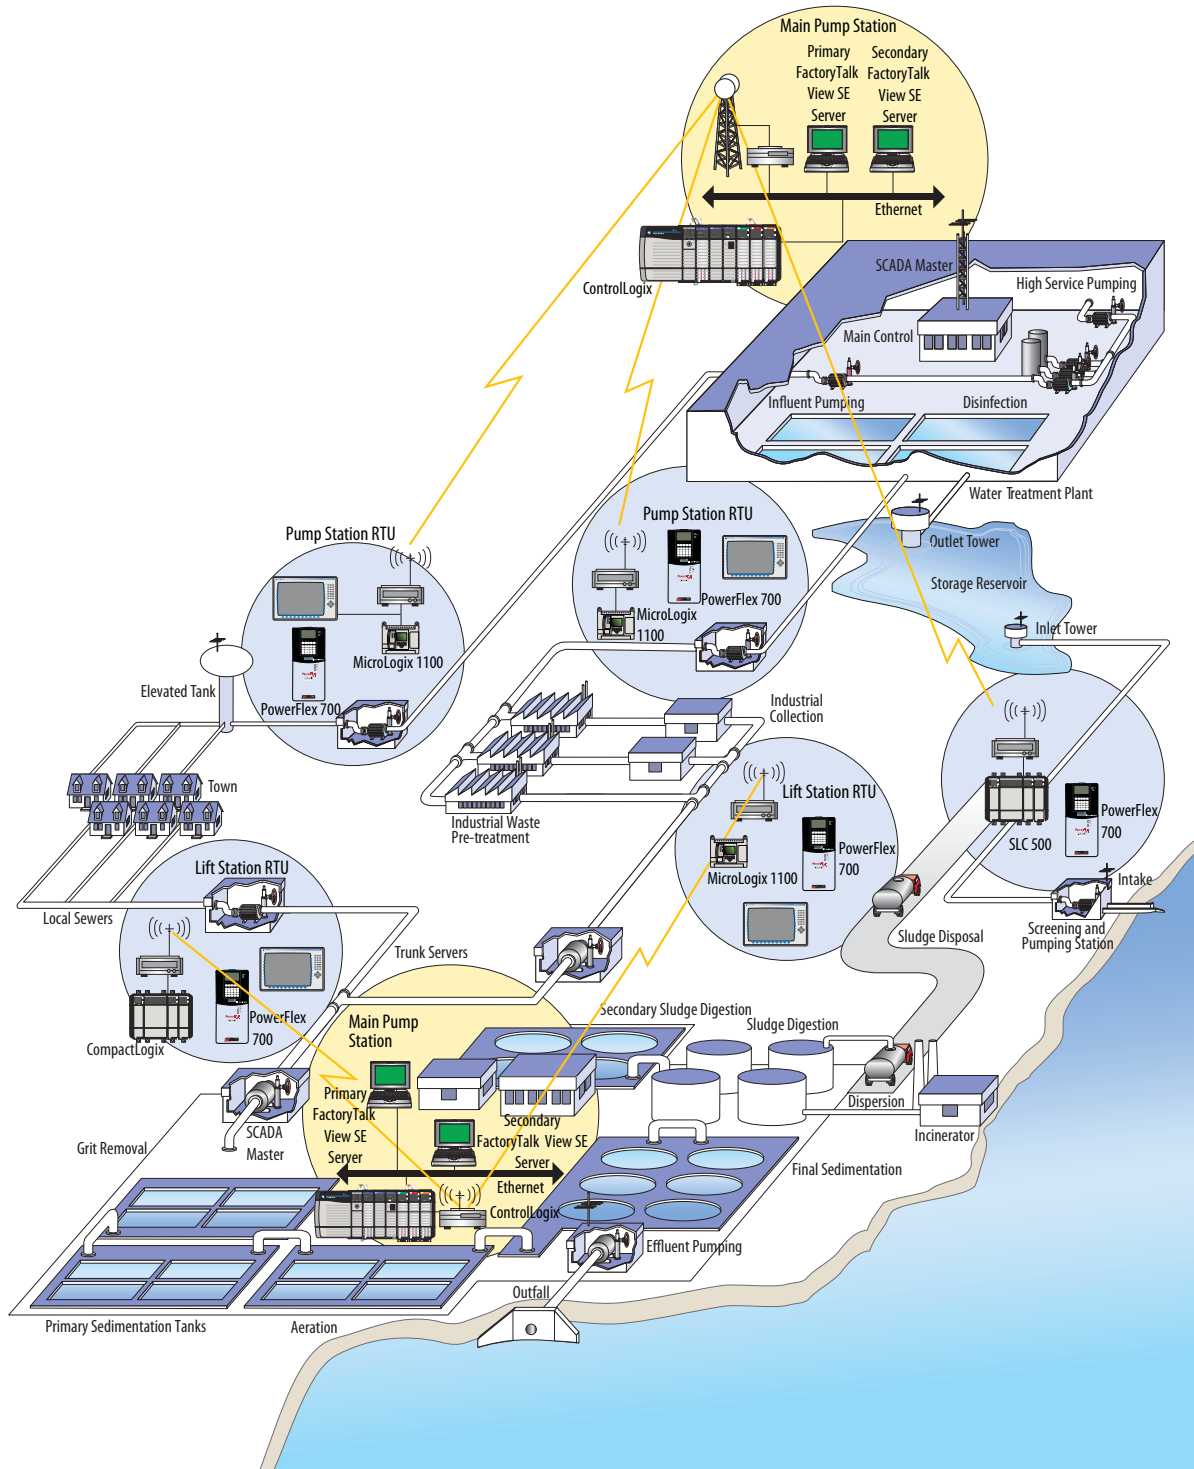 Main Pump Station
Primary
FactoryTalk
View SE
Server
Secondary
FactoryTalk
View SE
Server
Ethernet
ControlLogix
SCADA Master
High Service Pumping
Main Control
Influent Pumping
Disinfection
Water Treatment Plant
Outlet Tower
Storage Reservoir
Inlet Tower
Pump Station RTU
MicroLogix 1100
PowerFlex 700
Pump Station RTU
PowerFlex 700
MicroLogix
1100
Elevated Tank
Town
Local Sewers
Industrial
Collection
Industrial Waste
Pre-treatment
Lift Station RTU
PowerFlex
700
MicroLogix 1100
PowerFlex
700
SLC 500
Intake
Screening and
Pumping Station
Sludge Disposal
Lift Station RTU
PowerFlex
700
CompactLogix
Trunk Servers
Main Pump
Station
Primary
FactoryTalk
View SE
Server
Secondary
FactoryTalk View SE
Server
Ethernet
ControlLogix
Secondary Sludge Digestion
Sludge Digestion
Dispersion
Incinerator
SCADA
Master
Grit Removal
Final Sedimentation
Effluent Pumping
Outfall
Primary Sedimentation Tanks
Aeration